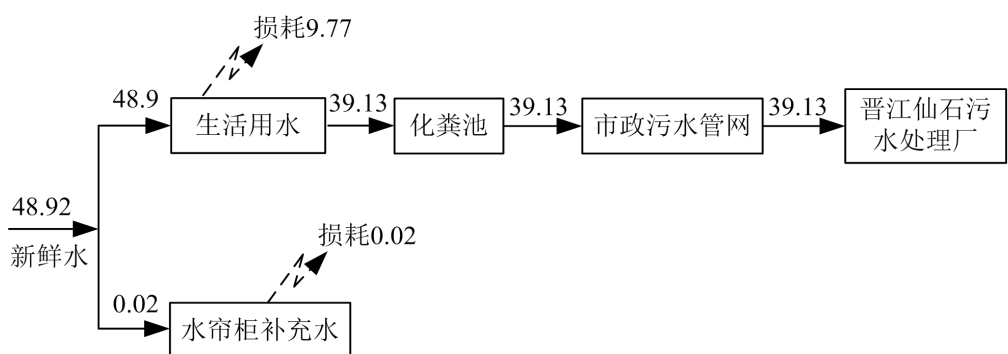 损耗9.77
48.9
生活用水
39.13
化粪池
39.13
市政污水管网
39.13
晋江仙石污
水处理厂
48.92
新鲜水
损耗0.02
0.02
水帘柜补充水